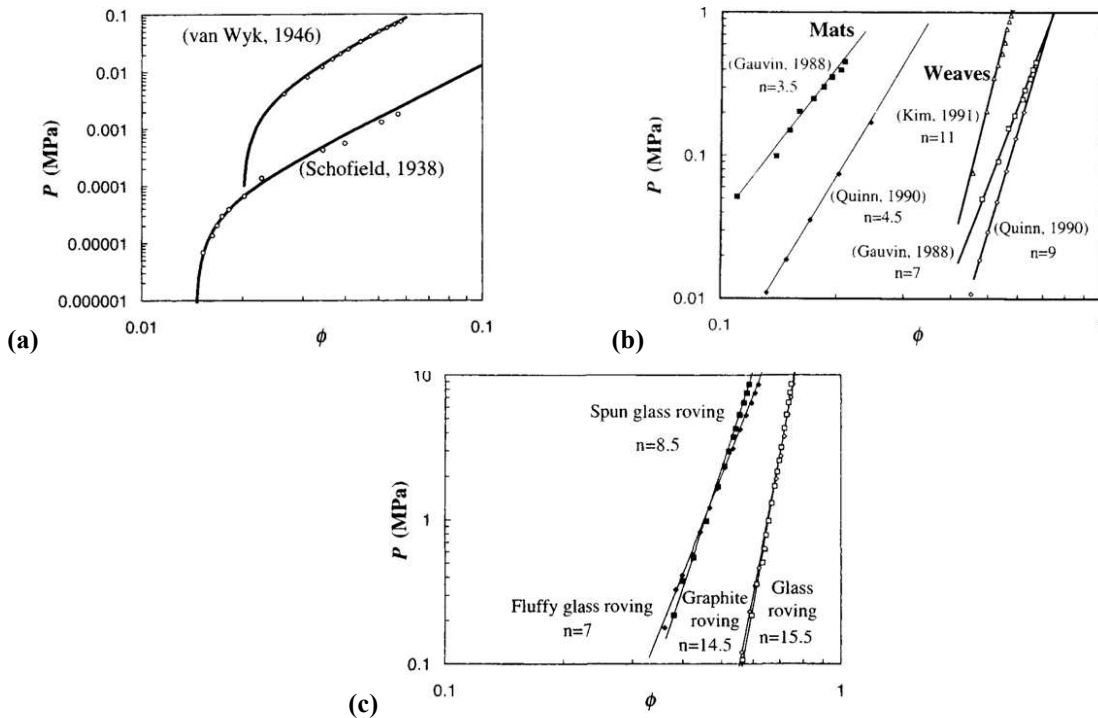 0.1
0.01
0.001
0.0001
0.00001
0.000001
P (MPa)
(van Wyk, 1946)
(Schofield, 1938)
0.01
0.1
ϕ
(a)
1
0.1
0.01
P (MPa)
Mats
(Gauvin, 1988)
n=3.5
Weaves
(Kim, 1991)
n=11
(Quinn, 1990)
n=4.5
(Quinn, 1990)
n=9
(Gauvin, 1988)
n=7
0.1
1
ϕ
(b)
10
1
0.1
P (MPa)
Spun glass roving
n=8.5
Fluffy glass roving
n=7
Graphite
roving
n=14.5
Glass
roving
n=15.5
0.1
1
ϕ
(c)